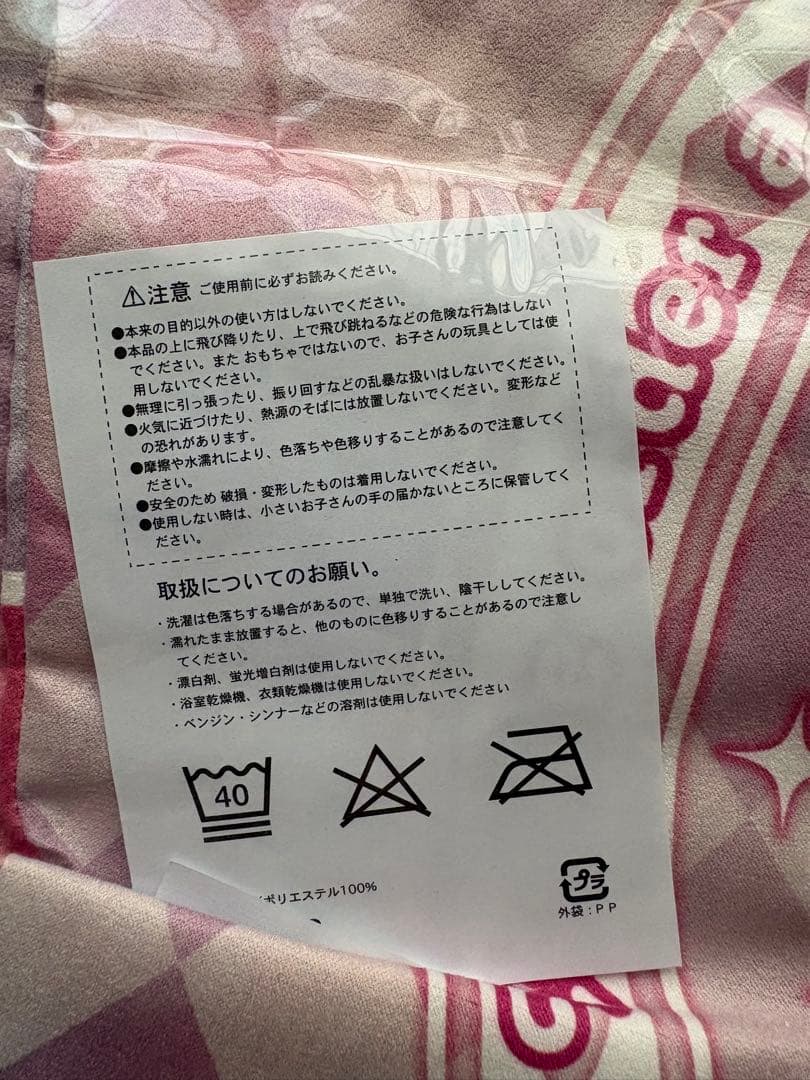 ⚠注意 ご使用前に必ずお読みください。
●本来の目的以外の使い方はしないでください。
●本品の上に飛び降りたり、上で飛び跳ねるなどの危険な行為はしない
でください。また おもちゃではないので、お子さんの玩具としては使
用しないでください。
●無理に引っ張ったり、振り回すなどの乱暴な扱いはしないでください。
●火気に近づけたり、熱源のそばには放置しないでください。変形など
の恐れがあります。
●摩擦や水濡れにより、色落ちや色移りすることがあるので注意してく
ださい。
●安全のため 破損・変形したものは着用しないでください。
●使用しない時は、小さいお子さんの手の届かないところに保管してく
ださい。
取扱についてのお願い。
・洗濯は色落ちする場合があるので、単独で洗い、陰干ししてください。
・濡れたまま放置すると、他のものに色移りすることがあるので注意し
てください。
・漂白剤、蛍光増白剤は使用しないでください。
・浴室乾燥機、衣類乾燥機は使用しないでください。
・ベンジン・シンナーなどの溶剤は使用しないでください
40
ポリエステル100%
プラ
外袋：PP
der